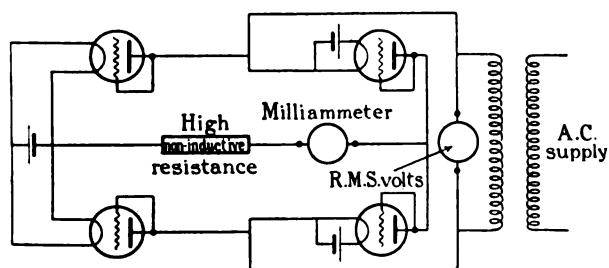 Milliammeter
High
non-inductive
resistance
R.M.S. volts
A.C.
supply